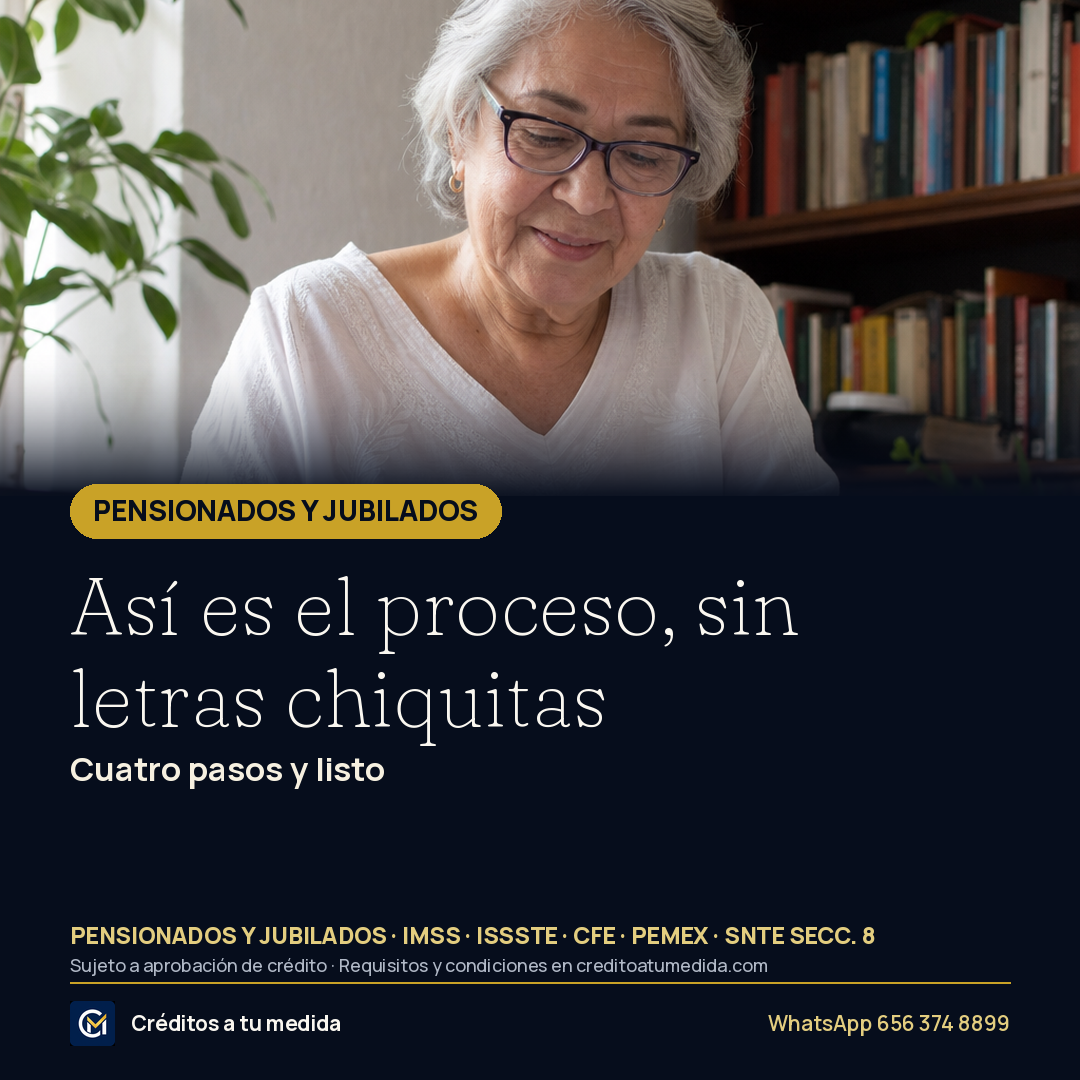 PENSIONADOS Y JUBILADOS
Así es el proceso, sin
letras chiquitas
Cuatro pasos y listo
PENSIONADOS Y JUBILADOS · IMSS · ISSSTE · CFE · PEMEX · SNTE SECC. 8
Sujeto a aprobación de crédito · Requisitos y condiciones en creditoatumedida.com
Créditos a tu medida
WhatsApp 656 374 8899